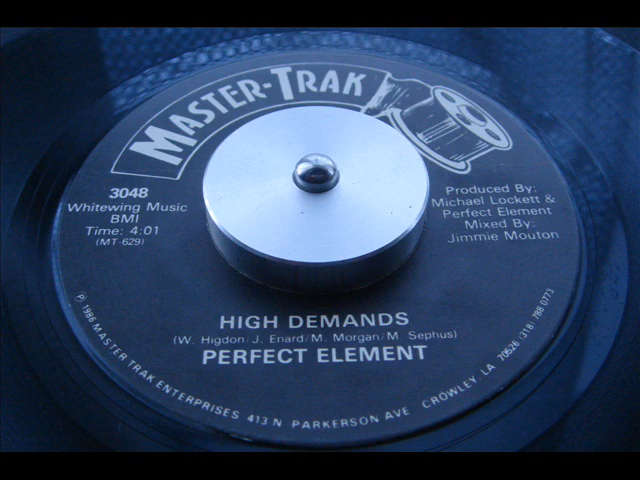 MASTER-TRAK
3048
Whitewing Music
BMI
Time: 4:01
(MT-629)
Produced By:
Michael Lockett &
Perfect Element
Mixed By:
Jimmie Mouton
HIGH DEMANDS
(W. Higdon/J. Enard/M. Morgan/M Sephus)
PERFECT ELEMENT
℗ 1986 MASTER TRAK ENTERPRISES 413 N PARKERSON AVE CROWLEY, LA 70526 (318) 788 0773